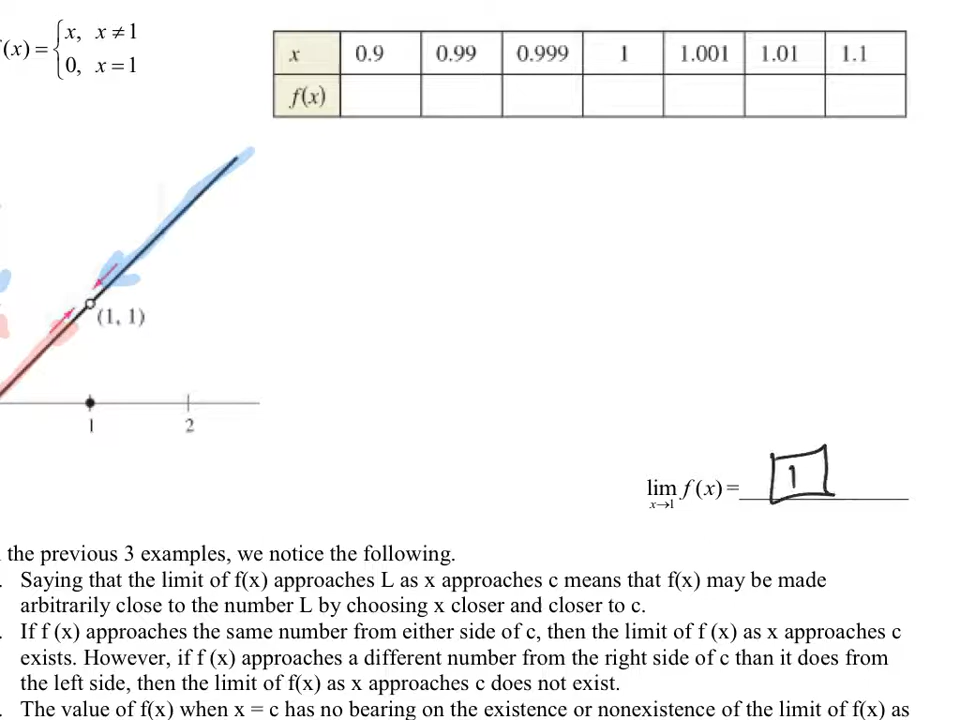 f(x) = { x, x ≠ 1
0, x = 1
x 0.9 0.99 0.999 1 1.001 1.01 1.1
f(x)
(1, 1)
1 2
lim f(x) = 1
x→1
the previous 3 examples, we notice the following.
Saying that the limit of f(x) approaches L as x approaches c means that f(x) may be made
arbitrarily close to the number L by choosing x closer and closer to c.
If f (x) approaches the same number from either side of c, then the limit of f (x) as x approaches c
exists. However, if f (x) approaches a different number from the right side of c than it does from
the left side, then the limit of f(x) as x approaches c does not exist.
The value of f(x) when x = c has no bearing on the existence or nonexistence of the limit of f(x) as